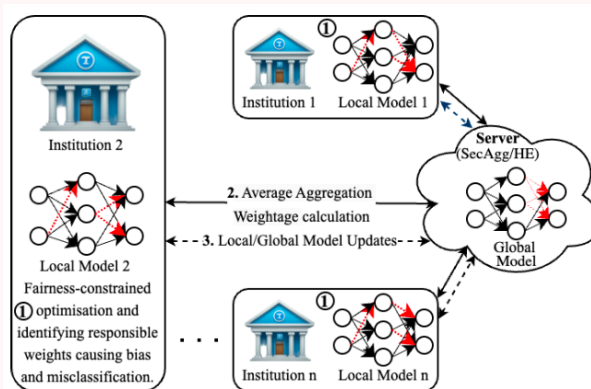 Institution 2
Local Model 2
Fairness-constrained
① optimisation and
identifying responsible
weights causing bias
and misclassification.
①
Institution 1 Local Model 1
Server
(SecAgg/HE)
Global
Model
2. Average Aggregation
Weightage calculation
3. Local/Global Model Updates
. . .
①
Institution n Local Model n